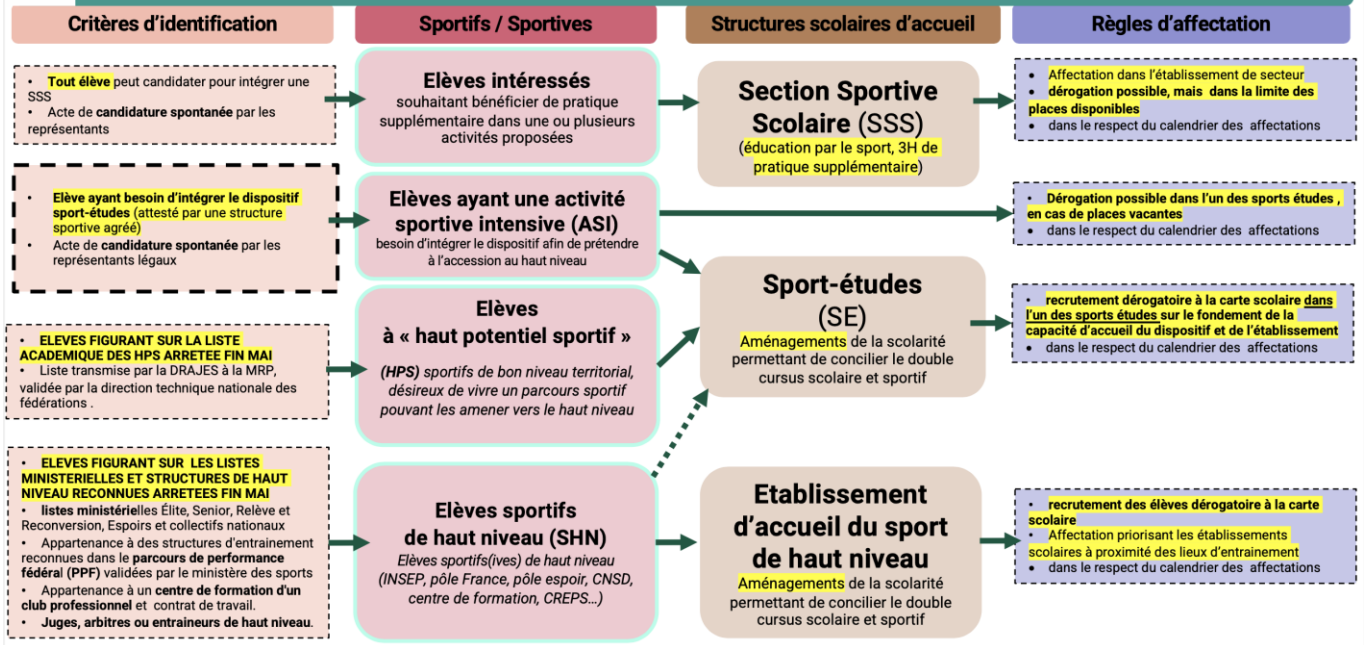 Critères d'identification
Sportifs / Sportives
Structures scolaires d'accueil
Règles d'affectation
• Tout élève peut candidater pour intégrer une
SSS
• Acte de candidature spontanée par les
représentants
Elèves intéressés
souhaitant bénéficier de pratique
supplémentaire dans une ou plusieurs
activités proposées
Section Sportive
Scolaire (SSS)
(éducation par le sport, 3H de
pratique supplémentaire)
• Affectation dans l'établissement de secteur
• dérogation possible, mais dans la limite des
places disponibles
• dans le respect du calendrier des affectations
• Elève ayant besoin d'intégrer le dispositif
sport-études (attesté par une structure
sportive agréé)
• Acte de candidature spontanée par les
représentants légaux
Elèves ayant une activité
sportive intensive (ASI)
besoin d'intégrer le dispositif afin de prétendre
à l'accession au haut niveau
• Dérogation possible dans l'un des sports études ,
en cas de places vacantes
• dans le respect du calendrier des affectations
• ELEVES FIGURANT SUR LA LISTE
ACADEMIQUE DES HPS ARRETEE FIN MAI
• Liste transmise par la DRAJES à la MRP,
validée par la direction technique nationale des
fédérations .
Elèves
à « haut potentiel sportif »
(HPS) sportifs de bon niveau territorial,
désireux de vivre un parcours sportif
pouvant les amener vers le haut niveau
Sport-études
(SE)
Aménagements de la scolarité
permettant de concilier le double
cursus scolaire et sportif
• recrutement dérogatoire à la carte scolaire dans
l'un des sports études sur le fondement de la
capacité d'accueil du dispositif et de l'établissement
• dans le respect du calendrier des affectations
• ELEVES FIGURANT SUR LES LISTES
MINISTERIELLES ET STRUCTURES DE HAUT
NIVEAU RECONNUES ARRETEES FIN MAI
• listes ministérielles Élite, Senior, Relève et
Reconversion, Espoirs et collectifs nationaux
• Appartenance à des structures d'entrainement
reconnues dans le parcours de performance
fédéral (PPF) validées par le ministère des sports
• Appartenance à un centre de formation d'un
club professionnel et contrat de travail.
• Juges, arbitres ou entraineurs de haut niveau.
Elèves sportifs
de haut niveau (SHN)
Elèves sportifs(ives) de haut niveau
(INSEP, pôle France, pôle espoir, CNSD,
centre de formation, CREPS…)
Etablissement
d'accueil du sport
de haut niveau
Aménagements de la scolarité
permettant de concilier le double
cursus scolaire et sportif
• recrutement des élèves dérogatoire à la carte
scolaire
• Affectation priorisant les établissements
scolaires à proximité des lieux d'entrainement
• dans le respect du calendrier des affectations